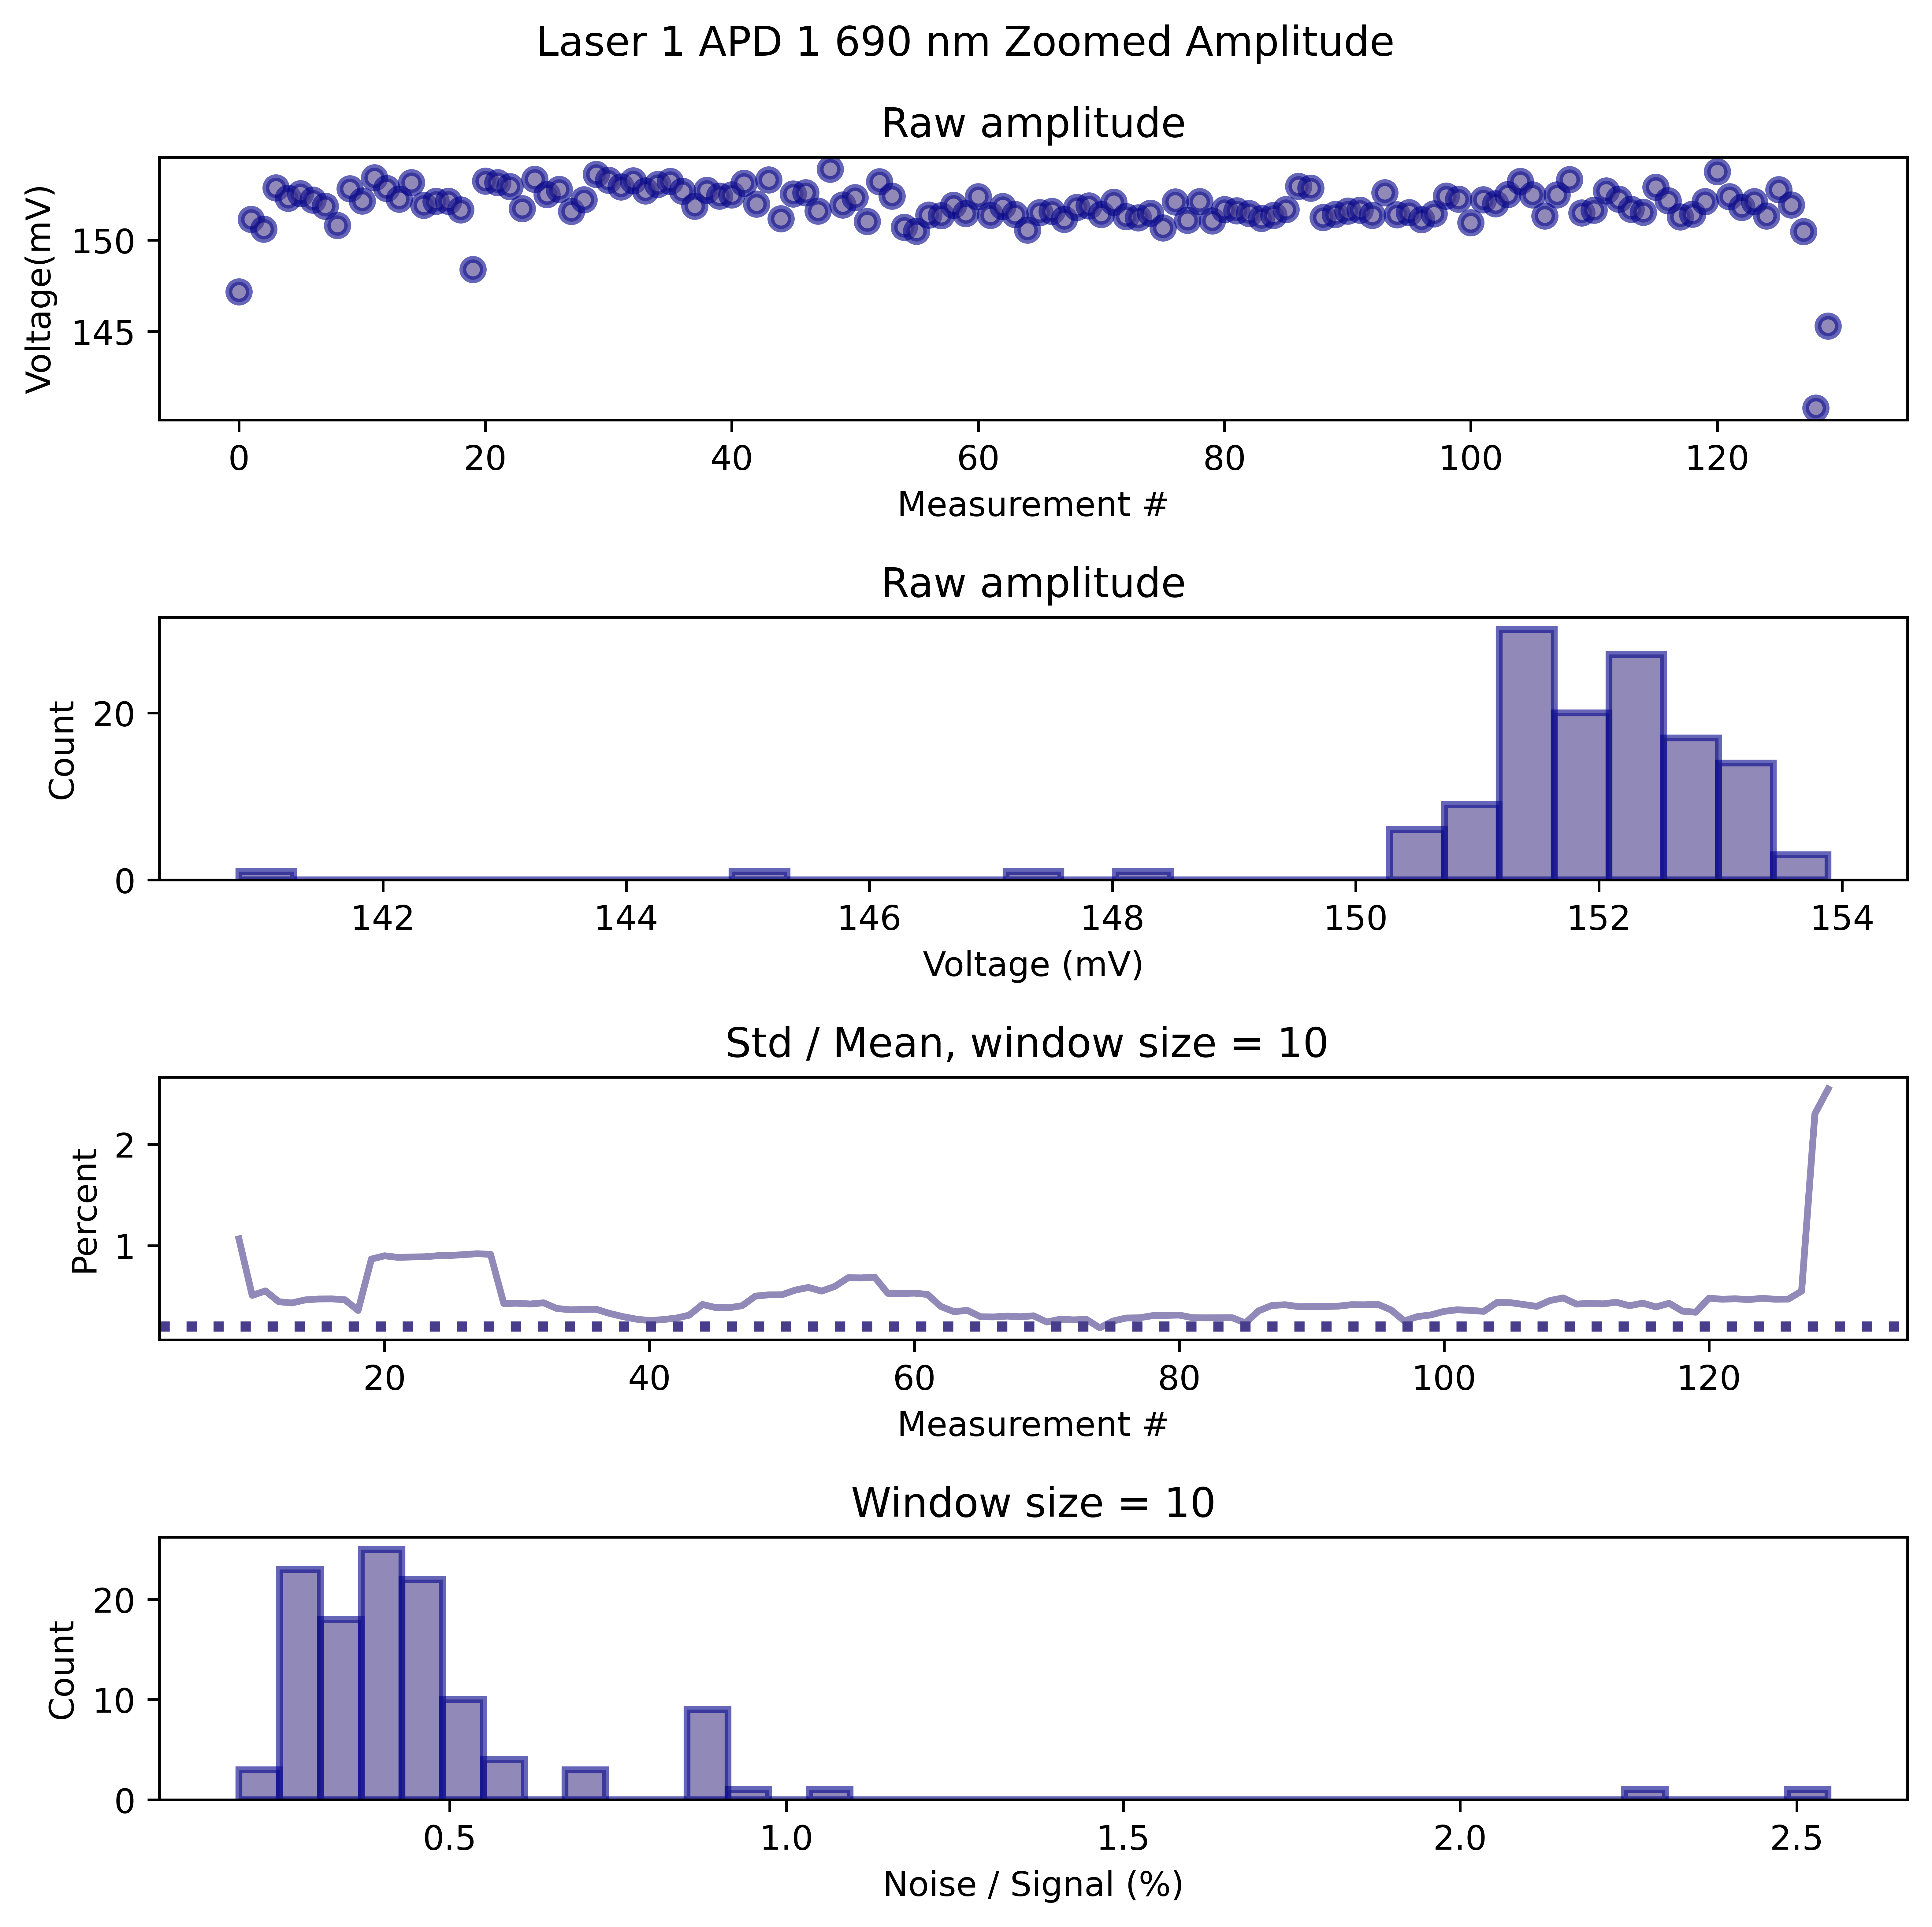 Laser 1 APD 1 690 nm Zoomed Amplitude
Raw amplitude
Voltage(mV)
150
145
0 20 40 60 80 100 120
Measurement #
Raw amplitude
Count
20
0
142 144 146 148 150 152 154
Voltage (mV)
Std / Mean, window size = 10
Percent
2
1
20 40 60 80 100 120
Measurement #
Window size = 10
Count
20
10
0
0.5 1.0 1.5 2.0 2.5
Noise / Signal (%)